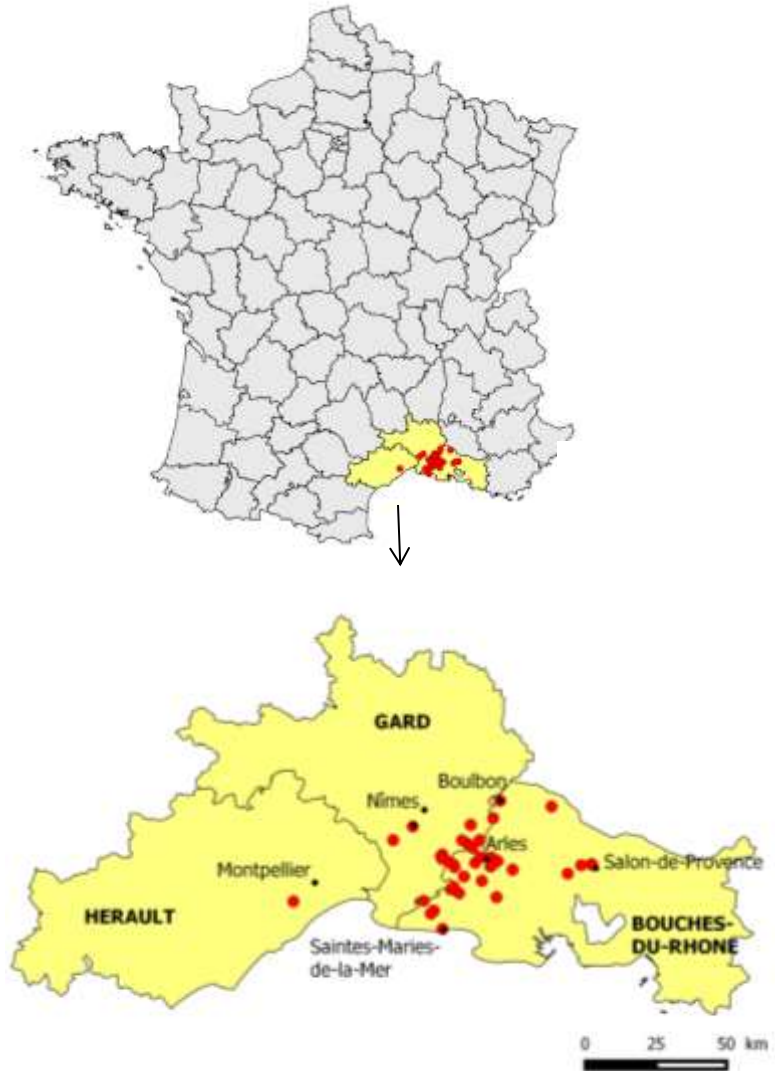 GARD
Boulbon
Nîmes
Arles
Montpellier
Salon-de-Provence
HERAULT
BOUCHES-
DU-RHONE
Saintes-Maries-
de-la-Mer
0 25 50 km